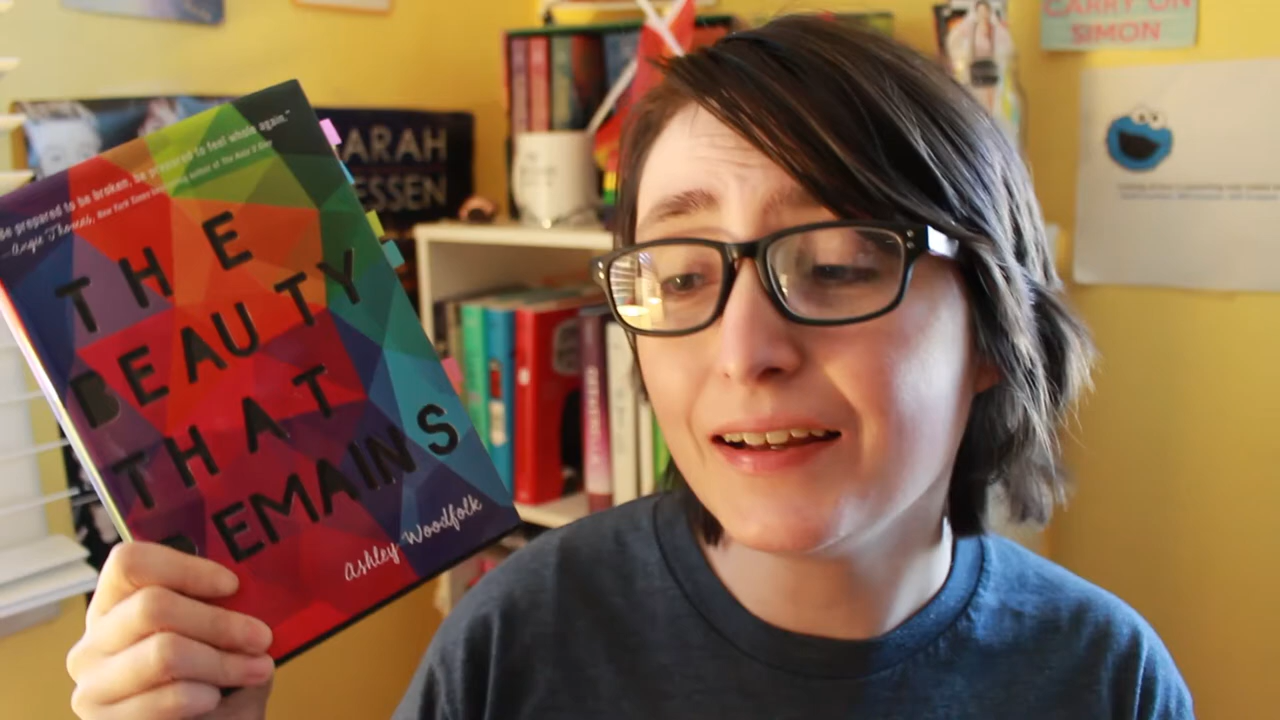 "Be prepared to be broken, be prepared to feel whole again."
—Angie Thomas, New York Times bestselling author of The Hate U Give
THE
BEAUTY
THAT
REMAINS
Ashley Woodfolk
SARAH
DESSEN
CARRY ON
SIMON